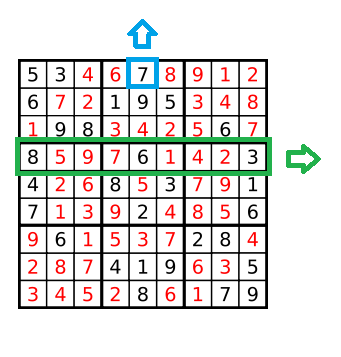 5 3 4 6 7 8 9 1 2
6 7 2 1 9 5 3 4 8
1 9 8 3 4 2 5 6 7
8 5 9 7 6 1 4 2 3
4 2 6 8 5 3 7 9 1
7 1 3 9 2 4 8 5 6
9 6 1 5 3 7 2 8 4
2 8 7 4 1 9 6 3 5
3 4 5 2 8 6 1 7 9